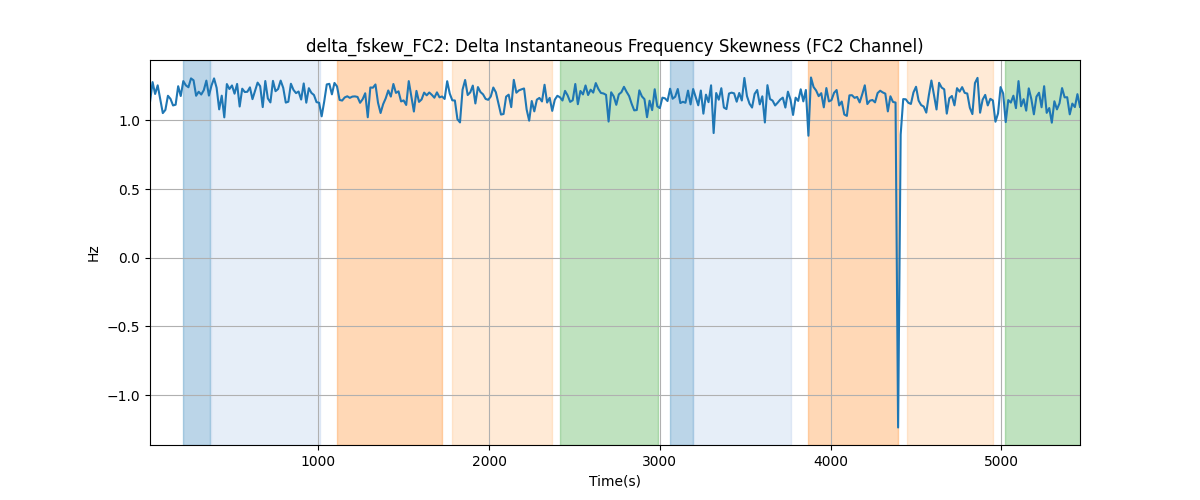 delta_fskew_FC2: Delta Instantaneous Frequency Skewness (FC2 Channel)
1.0
0.5
0.0
−0.5
−1.0
Hz
1000 2000 3000 4000 5000
Time(s)